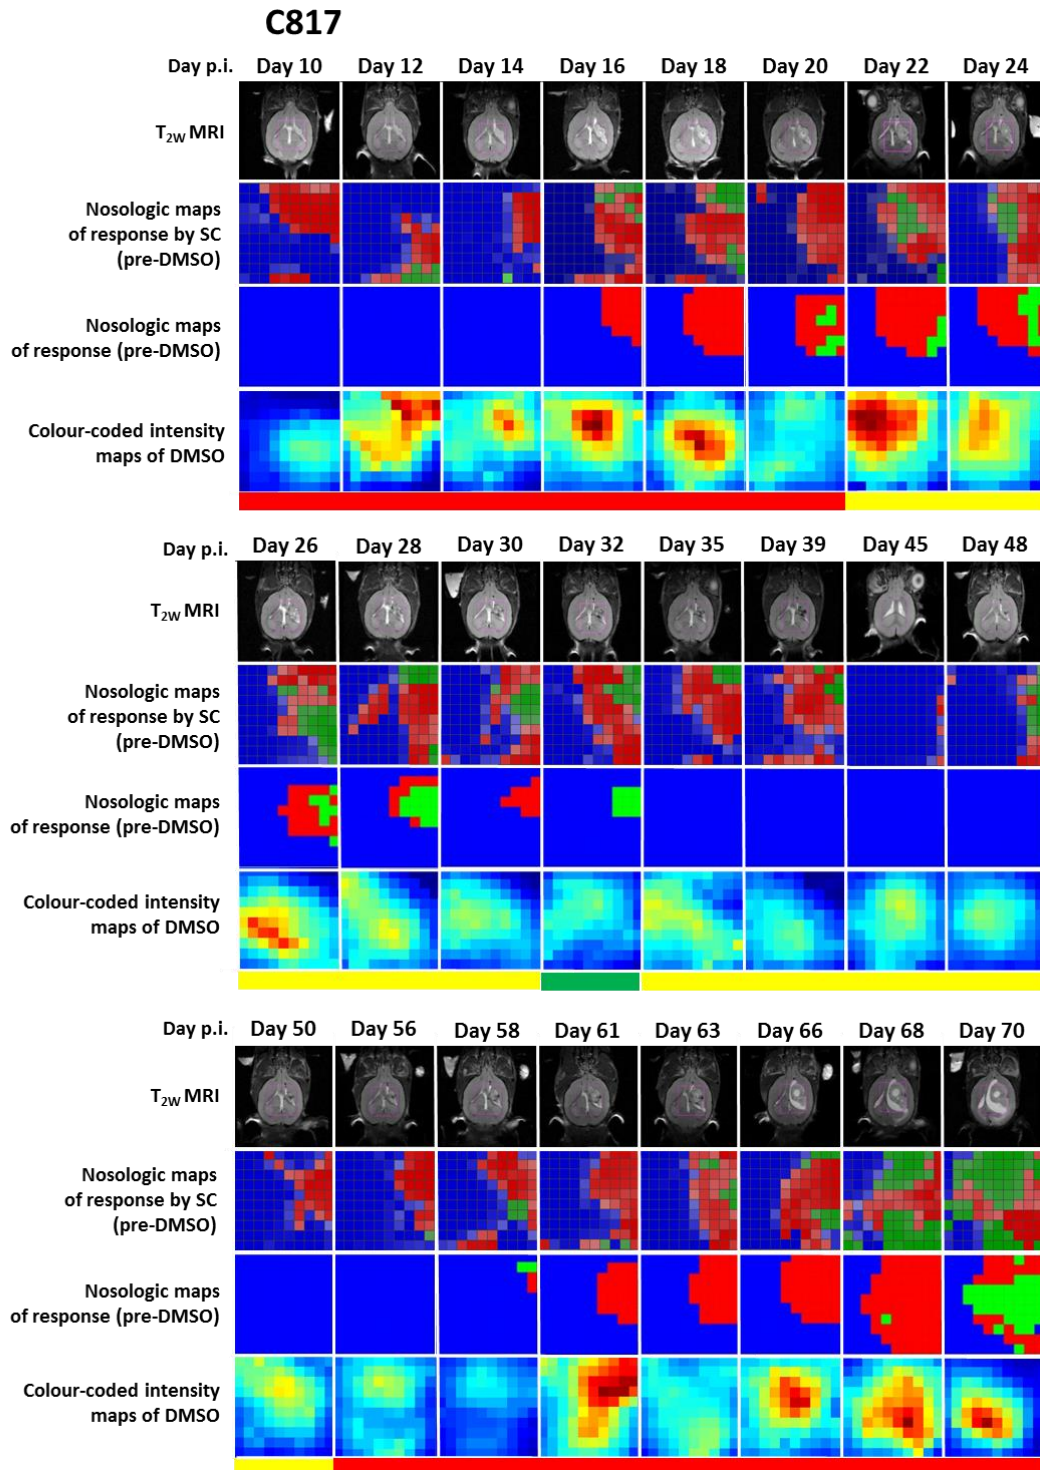 C817
Day p.i. Day 10 Day 12 Day 14 Day 16 Day 18 Day 20 Day 22 Day 24
T2W MRI
Nosologic maps
of response by SC
(pre-DMSO)
Nosologic maps
of response (pre-DMSO)
Colour-coded intensity
maps of DMSO
Day p.i. Day 26 Day 28 Day 30 Day 32 Day 35 Day 39 Day 45 Day 48
T2W MRI
Nosologic maps
of response by SC
(pre-DMSO)
Nosologic maps
of response (pre-DMSO)
Colour-coded intensity
maps of DMSO
Day p.i. Day 50 Day 56 Day 58 Day 61 Day 63 Day 66 Day 68 Day 70
T2W MRI
Nosologic maps
of response by SC
(pre-DMSO)
Nosologic maps
of response (pre-DMSO)
Colour-coded intensity
maps of DMSO